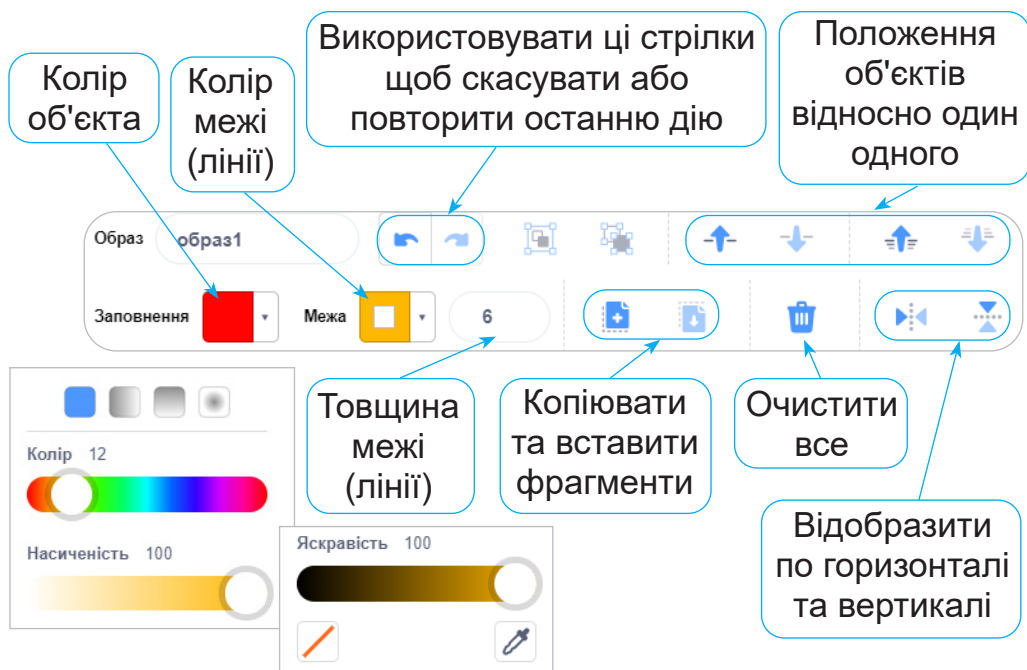 Колір
об'єкта
Колір
межі
(лінії)
Використовувати ці стрілки
щоб скасувати або
повторити останню дію
Положення
об'єктів
відносно один
одного
Образ образ1
Заповнення Межа 6
Товщина
межі
(лінії)
Копіювати
та вставити
фрагменти
Очистити
все
Відобразити
по горизонталі
та вертикалі
Колір 12
Насиченість 100
Яскравість 100